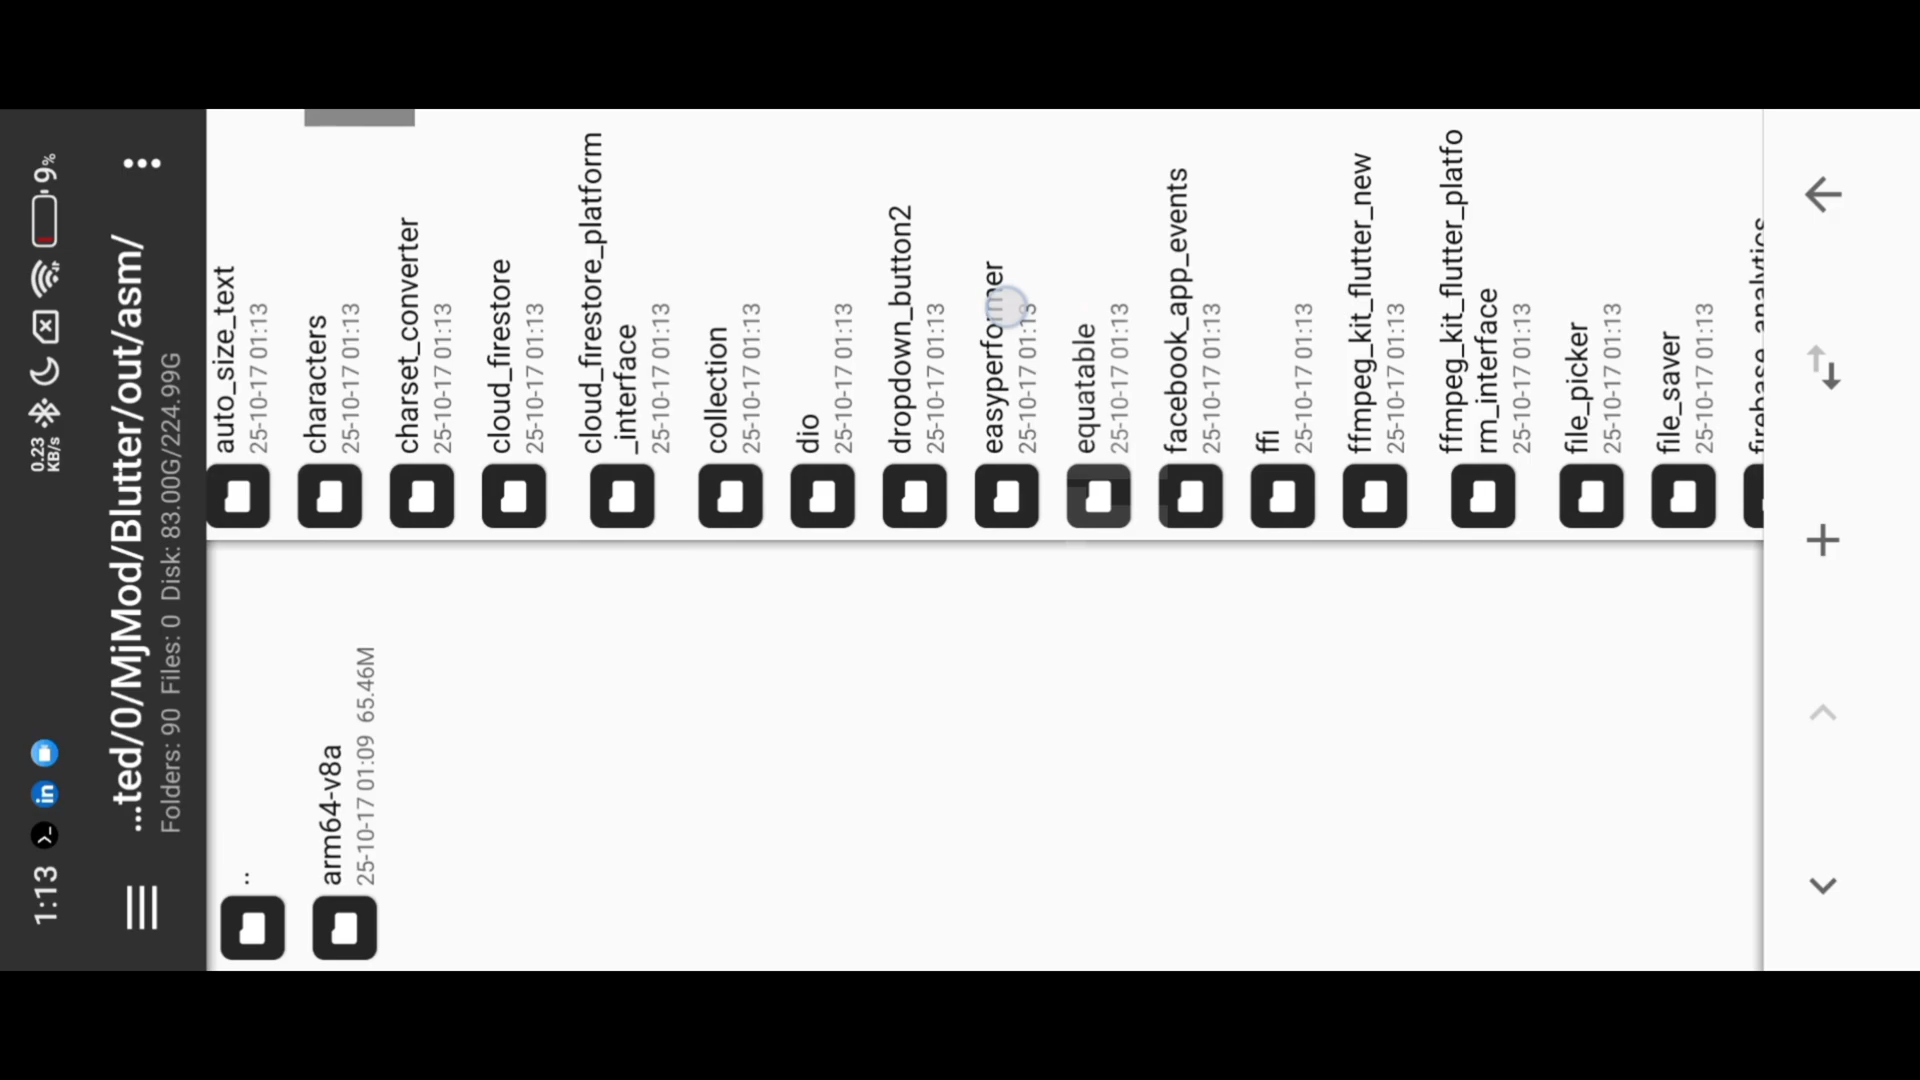 1:13
0.23
KB/s
9%
...ted/0/MjMod/Blutter/out/asm/
Folders: 90 Files: 0 Disk: 83.00G/224.99G
..
arm64-v8a
25-10-17 01:09 65.46M
auto_size_text
25-10-17 01:13
characters
25-10-17 01:13
charset_converter
25-10-17 01:13
cloud_firestore
25-10-17 01:13
cloud_firestore_platform
_interface
25-10-17 01:13
collection
25-10-17 01:13
dio
25-10-17 01:13
dropdown_button2
25-10-17 01:13
easyperformer
25-10-17 01:13
equatable
25-10-17 01:13
facebook_app_events
25-10-17 01:13
ffi
25-10-17 01:13
ffmpeg_kit_flutter_new
25-10-17 01:13
ffmpeg_kit_flutter_platfo
rm_interface
25-10-17 01:13
file_picker
25-10-17 01:13
file_saver
25-10-17 01:13
firebase_analytics